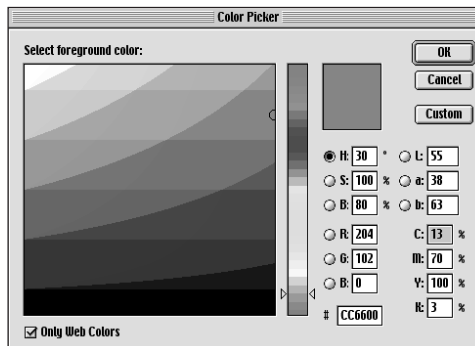 Color Picker
Select foreground color:
OK
Cancel
Custom
H: 30 ° L: 55
S: 100 % a: 38
B: 80 % b: 63
R: 204 C: 13 %
G: 102 M: 70 %
B: 0 Y: 100 %
# CC6600 K: 3 %
Only Web Colors